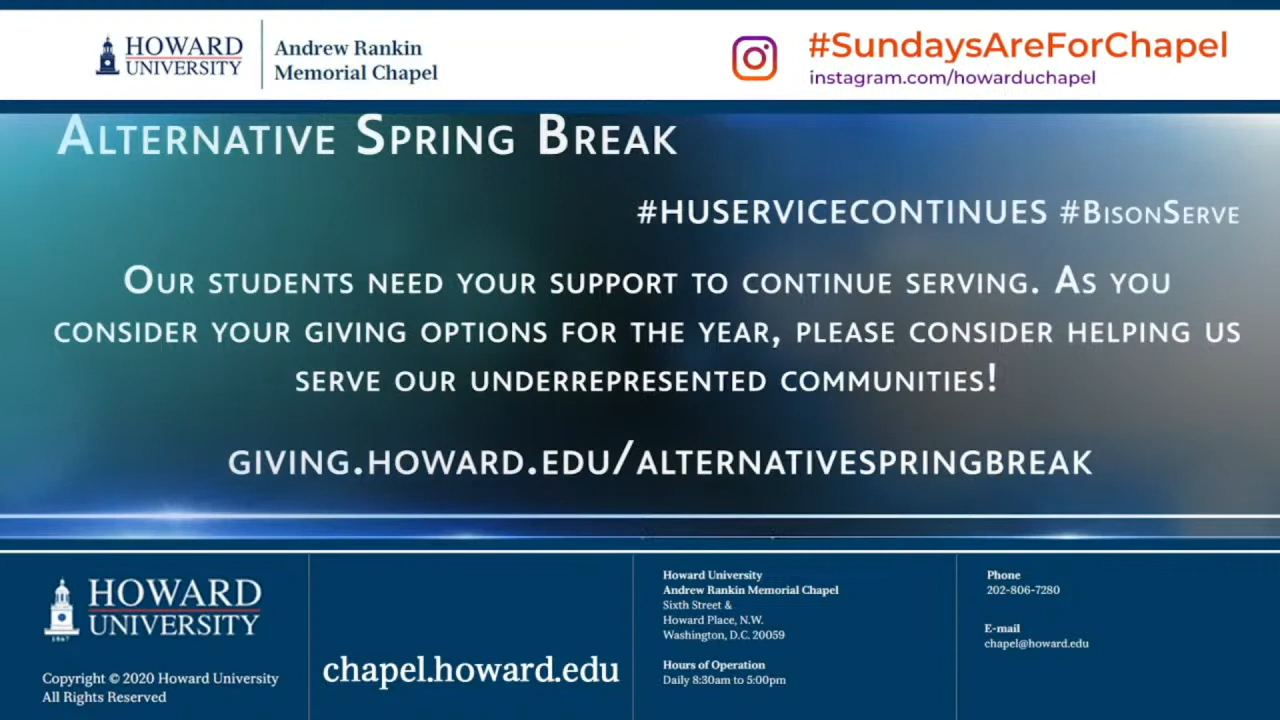 HOWARD
UNIVERSITY
Andrew Rankin
Memorial Chapel
#SundaysAreForChapel
instagram.com/howarduchapel
ALTERNATIVE SPRING BREAK
#HUSERVICECONTINUES #BISONSERVE
OUR STUDENTS NEED YOUR SUPPORT TO CONTINUE SERVING. AS YOU
CONSIDER YOUR GIVING OPTIONS FOR THE YEAR, PLEASE CONSIDER HELPING US
SERVE OUR UNDERREPRESENTED COMMUNITIES!
GIVING.HOWARD.EDU/ALTERNATIVESPRINGBREAK
HOWARD
UNIVERSITY
1867
Copyright © 2020 Howard University
All Rights Reserved
chapel.howard.edu
Howard University
Andrew Rankin Memorial Chapel
Sixth Street &
Howard Place, N.W.
Washington, D.C. 20059
Hours of Operation
Daily 8:30am to 5:00pm
Phone
202-806-7280
E-mail
chapel@howard.edu